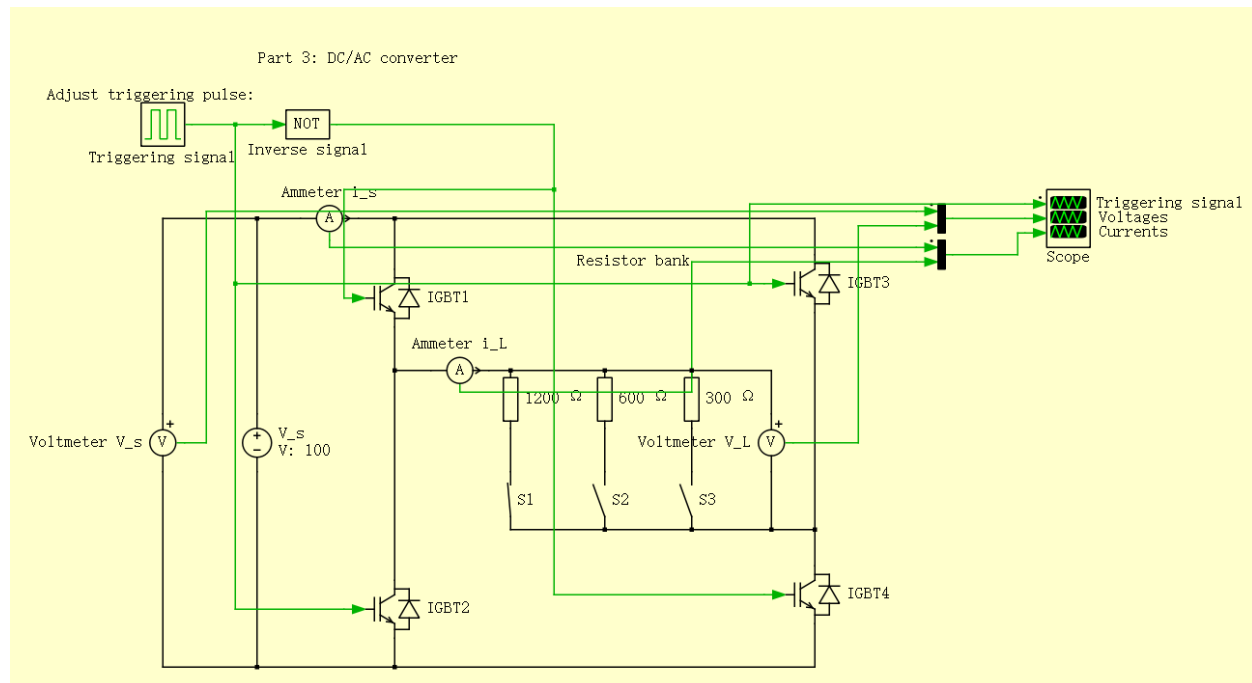 Part 3: DC/AC converter
Adjust triggering pulse:
NOT
Triggering signal
Inverse signal
Ammeter i_s
A
Triggering signal
Voltages
Currents
Scope
Resistor bank
IGBT1
IGBT3
Ammeter i_L
A
1200 Ω
600 Ω
300 Ω
Voltmeter V_s
V
V_s
V: 100
Voltmeter V_L
V
S1
S2
S3
IGBT2
IGBT4